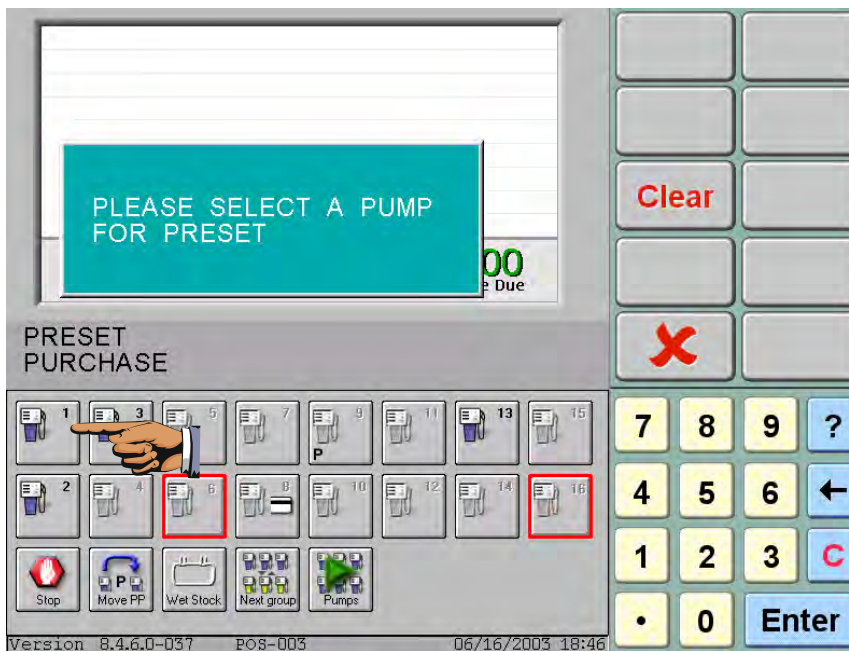 PLEASE SELECT A PUMP
FOR PRESET
00
e Due
PRESET
PURCHASE
Clear
1 3 5 7 9 11 13 15
P
2 4 6 8 10 12 14 16
Stop
P
Move PP
Wet Stock
Next group
Pumps
7 8 9 ?
4 5 6 ←
1 2 3 C
• 0 Enter
Version 8.4.6.0-037 POS-003 06/16/2003 18:46